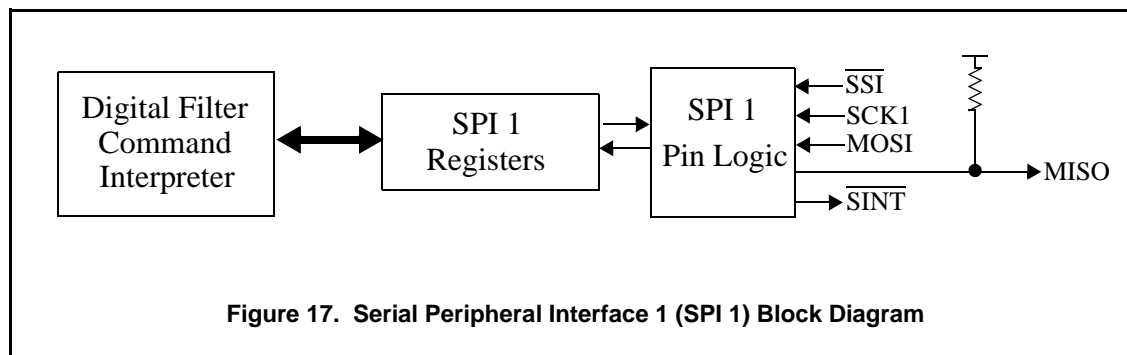 Digital Filter
Command
Interpreter
SPI 1
Registers
SPI 1
Pin Logic
SSI
SCK1
MOSI
MISO
SINT
Figure 17. Serial Peripheral Interface 1 (SPI 1) Block Diagram